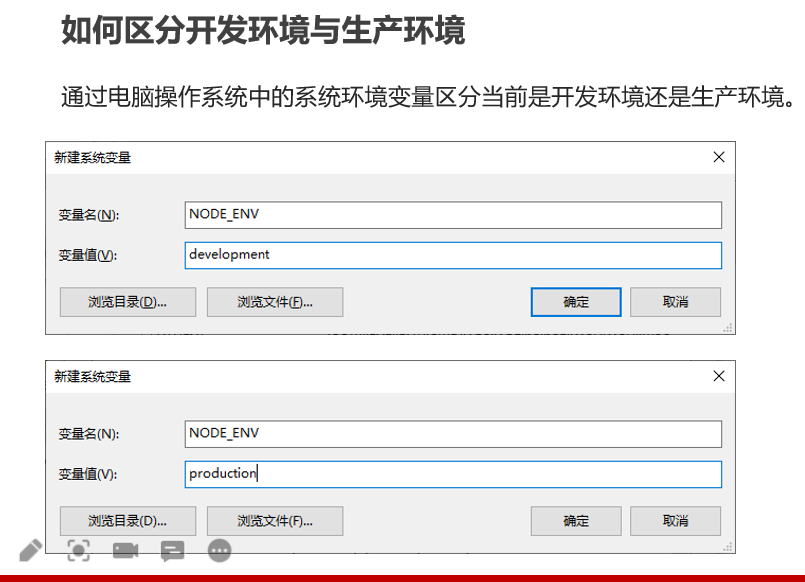 如何区分开发环境与生产环境
通过电脑操作系统中的系统环境变量区分当前是开发环境还是生产环境。
新建系统变量
变量名(N):
NODE_ENV
变量值(V):
development
浏览目录(D)...
浏览文件(F)...
确定
取消
新建系统变量
变量名(N):
NODE_ENV
变量值(V):
production
浏览目录(D)...
浏览文件(F)...
确定
取消